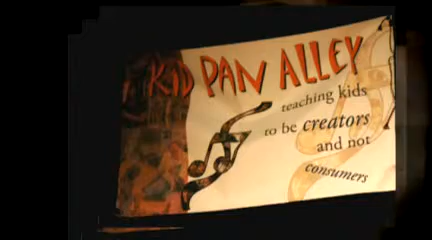 KID PAN ALLEY
teaching kids
to be creators
and not
consumers